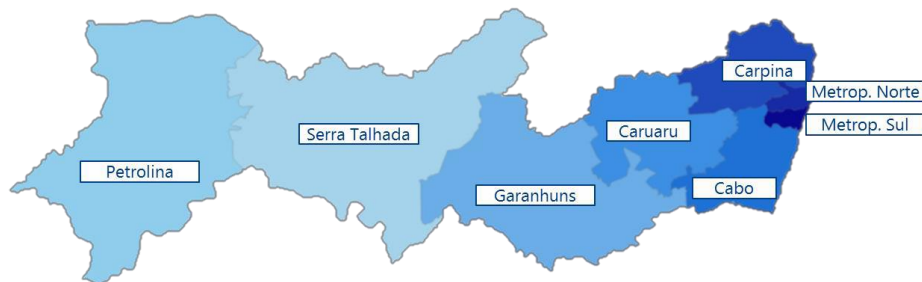 Carpina
Metrop. Norte
Metrop. Sul
Serra Talhada
Caruaru
Petrolina
Garanhuns
Cabo